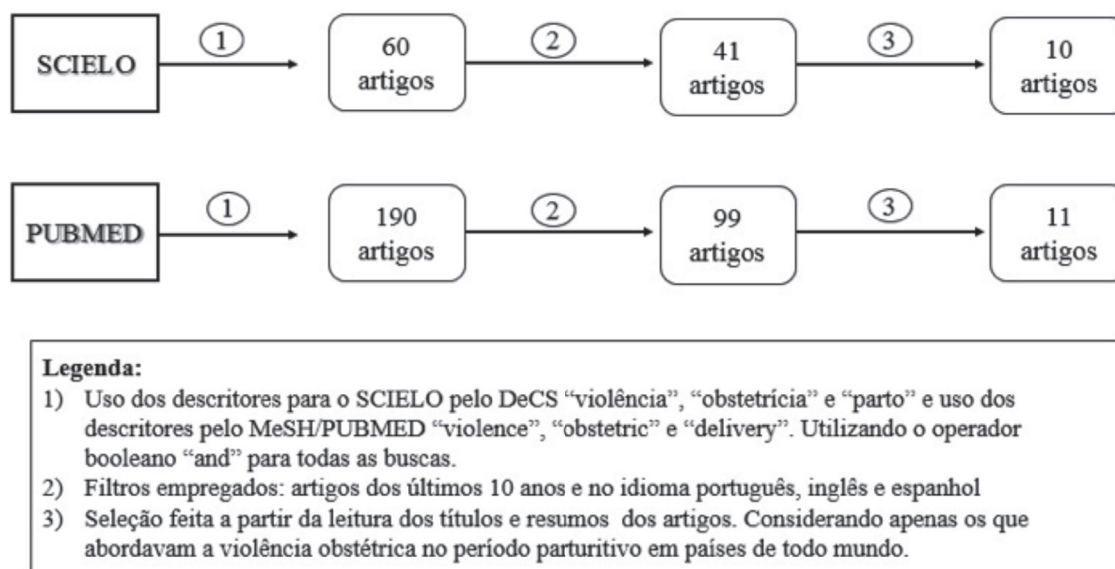 SCIELO
1
60
artigos
2
41
artigos
3
10
artigos
PUBMED
1
190
artigos
2
99
artigos
3
11
artigos
Legenda:
1) Uso dos descritores para o SCIELO pelo DeCS “violência”, “obstetrícia” e “parto” e uso dos
descritores pelo MeSH/PUBMED “violence”, “obstetric” e “delivery”. Utilizando o operador
booleano “and” para todas as buscas.
2) Filtros empregados: artigos dos últimos 10 anos e no idioma português, inglês e espanhol
3) Seleção feita a partir da leitura dos títulos e resumos dos artigos. Considerando apenas os que
abordavam a violência obstétrica no período parturitivo em países de todo mundo.